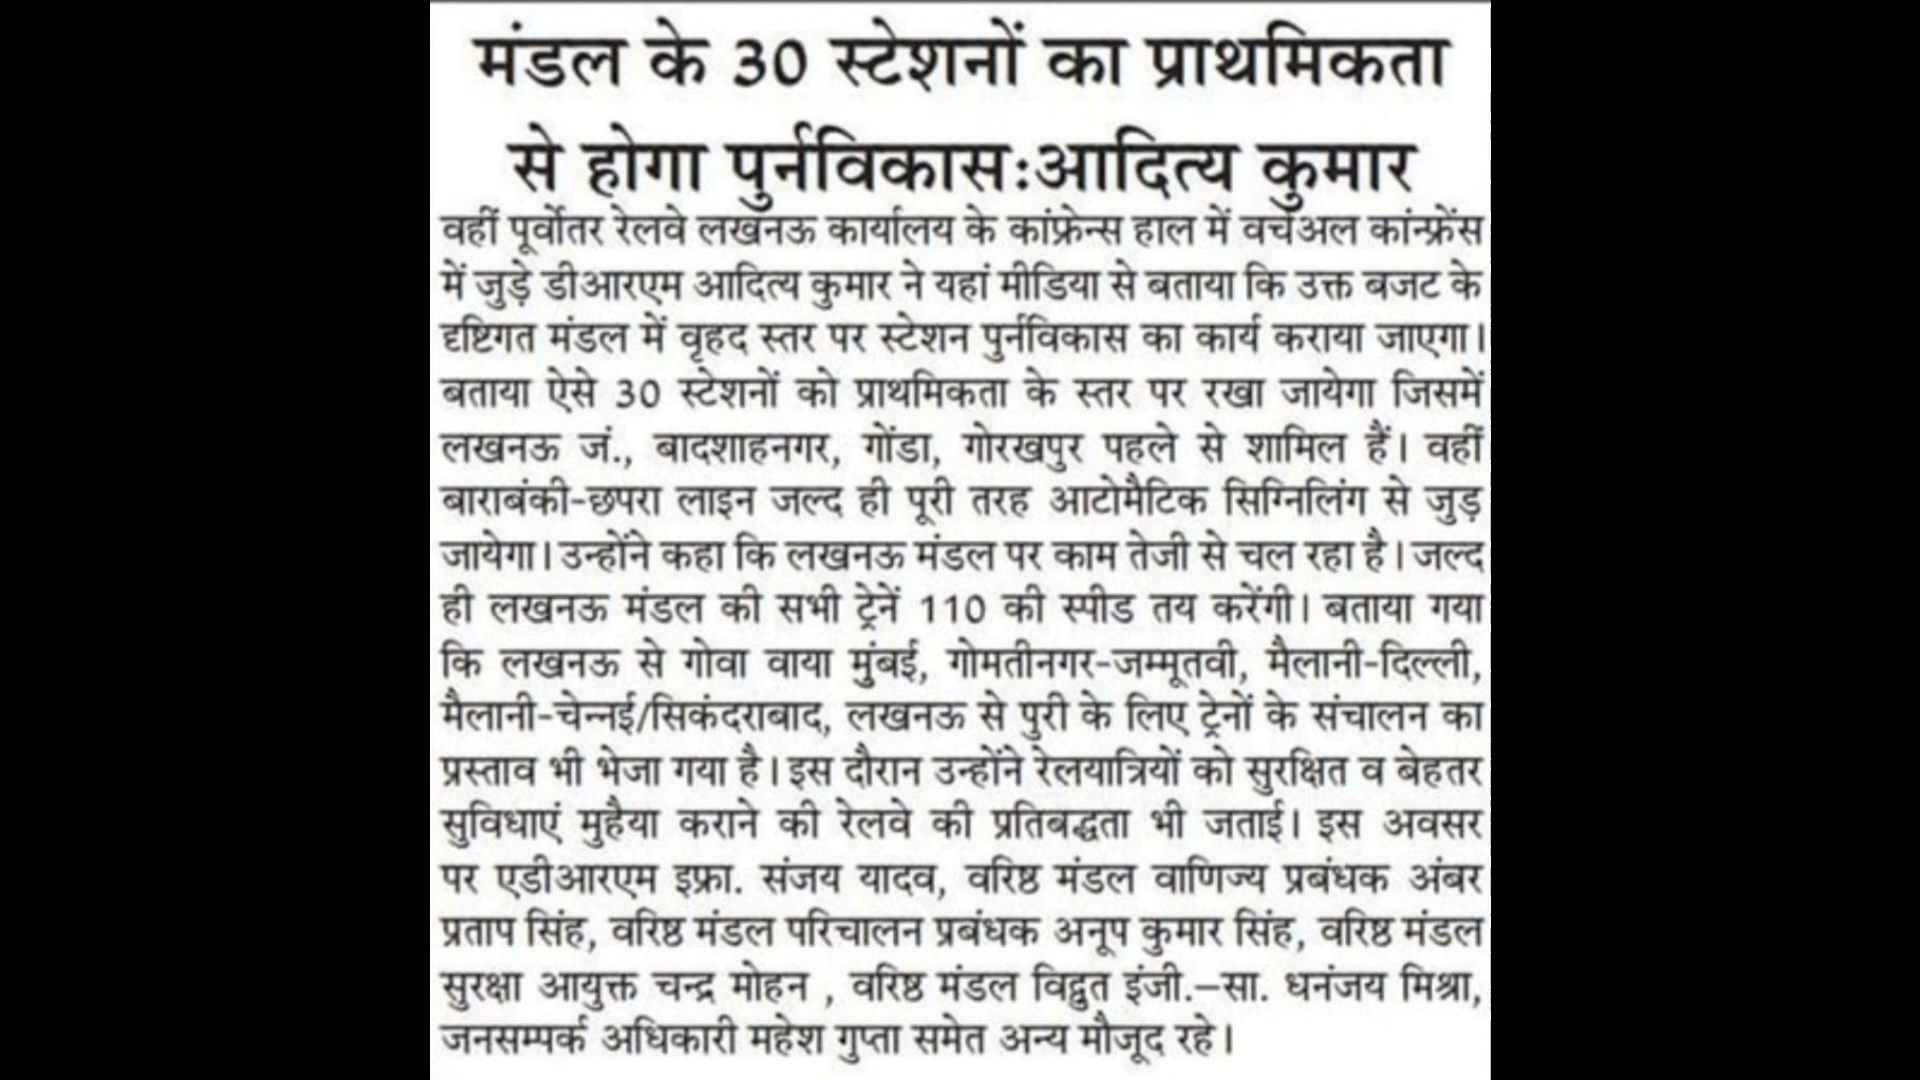 मंडल के 30 स्टेशनों का प्राथमिकता
से होगा पुर्नविकास:आदित्य कुमार
वहीं पूर्वोतर रेलवे लखनऊ कार्यालय के कांफ्रेन्स हाल में वर्चअल कांन्फ्रेंस
में जुड़े डीआरएम आदित्य कुमार ने यहां मीडिया से बताया कि उक्त बजट के
दृष्टिगत मंडल में वृहद स्तर पर स्टेशन पुर्नविकास का कार्य कराया जाएगा।
बताया ऐसे 30 स्टेशनों को प्राथमिकता के स्तर पर रखा जायेगा जिसमें
लखनऊ जं., बादशाहनगर, गोंडा, गोरखपुर पहले से शामिल हैं। वहीं
बाराबंकी-छपरा लाइन जल्द ही पूरी तरह आटोमैटिक सिग्निलिंग से जुड़
जायेगा। उन्होंने कहा कि लखनऊ मंडल पर काम तेजी से चल रहा है। जल्द
ही लखनऊ मंडल की सभी ट्रेनें 110 की स्पीड तय करेंगी। बताया गया
कि लखनऊ से गोवा वाया मुंबई, गोमतीनगर-जम्मूतवी, मैलानी-दिल्ली,
मैलानी-चेन्नई/सिकंदराबाद, लखनऊ से पुरी के लिए ट्रेनों के संचालन का
प्रस्ताव भी भेजा गया है। इस दौरान उन्होंने रेलयात्रियों को सुरक्षित व बेहतर
सुविधाएं मुहैया कराने की रेलवे की प्रतिबद्धता भी जताई। इस अवसर
पर एडीआरएम इफ्रा. संजय यादव, वरिष्ठ मंडल वाणिज्य प्रबंधक अंबर
प्रताप सिंह, वरिष्ठ मंडल परिचालन प्रबंधक अनूप कुमार सिंह, वरिष्ठ मंडल
सुरक्षा आयुक्त चन्द्र मोहन , वरिष्ठ मंडल विद्युत इंजी.–सा. धनंजय मिश्रा,
जनसम्पर्क अधिकारी महेश गुप्ता समेत अन्य मौजूद रहे।